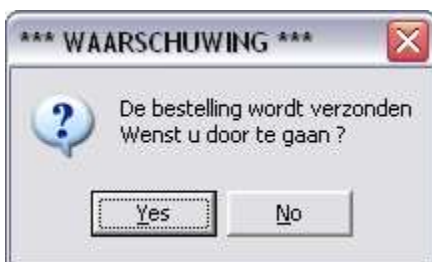 *** WAARSCHUWING ***
De bestelling wordt verzonden
Wenst u door te gaan ?
Yes No